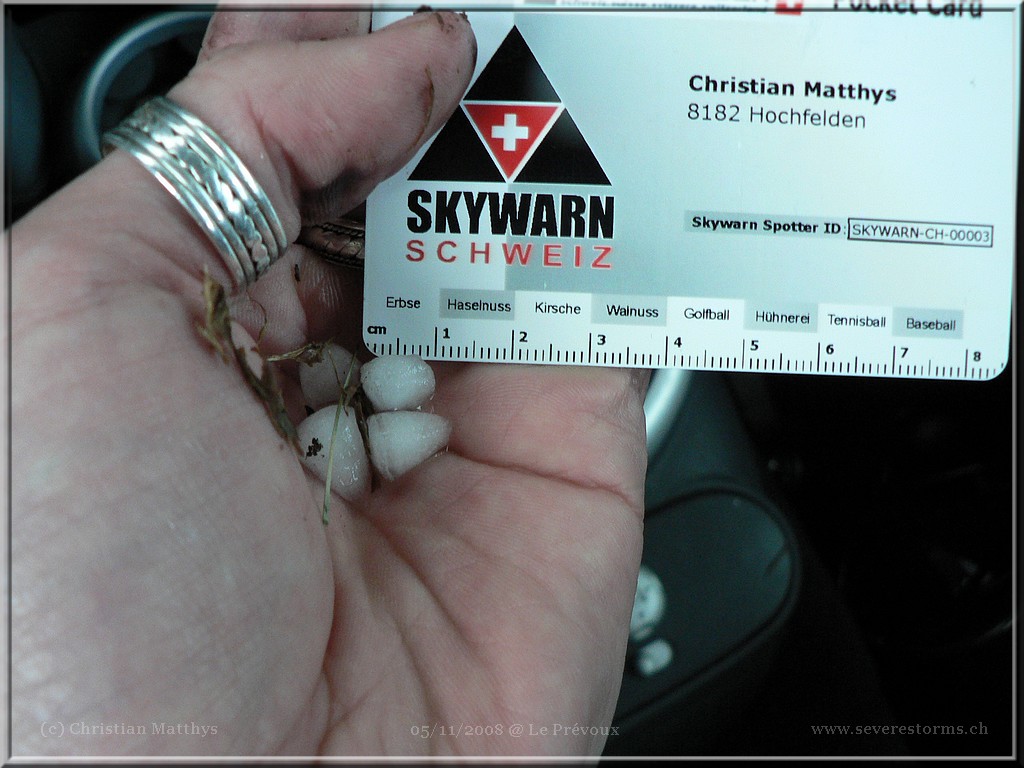 Pocket Card
Christian Matthys
8182 Hochfelden
SKYWARN
SCHWEIZ
Skywarn Spotter ID: SKYWARN-CH-00003
Erbse Haselnuss Kirsche Walnuss Golfball Hühnerei Tennisball Baseball
cm 1 2 3 4 5 6 7 8
(c) Christian Matthys 05/11/2008 @ Le Prévoux www.severestorms.ch